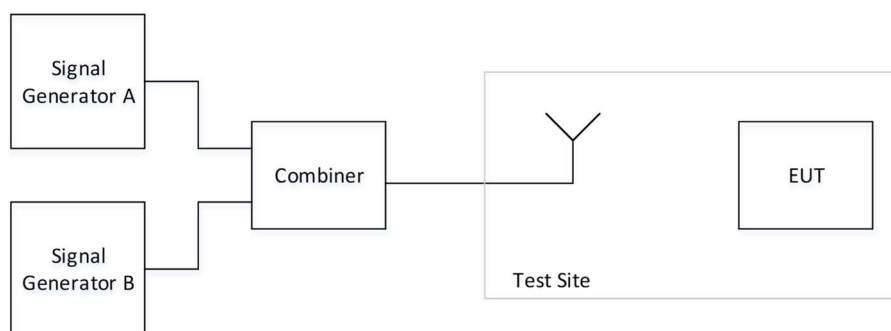 Signal
Generator A
Combiner
EUT
Signal
Generator B
Test Site